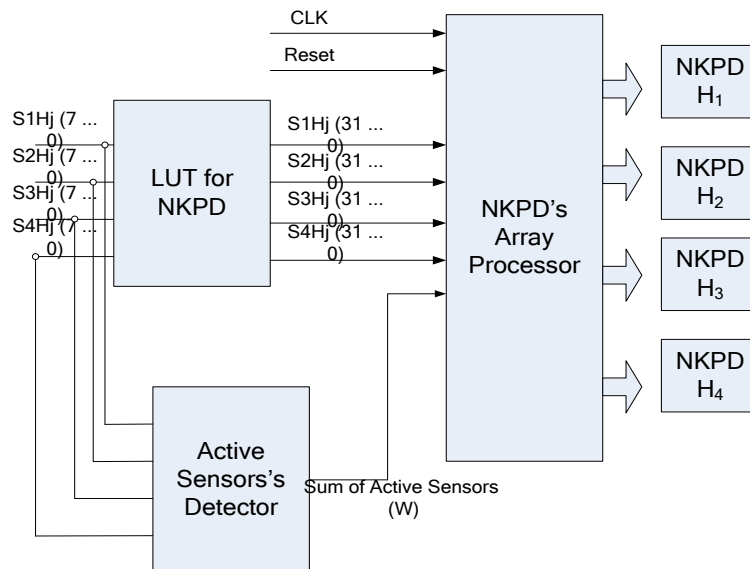 CLK
Reset
S1Hj (7 ...
0)
S2Hj (7 ...
0)
S3Hj (7 ...
0)
S4Hj (7 ...
0)
LUT for
NKPD
S1Hj (31 ...
0)
S2Hj (31 ...
0)
S3Hj (31 ...
0)
S4Hj (31 ...
0)
NKPD's
Array
Processor
NKPD
H1
NKPD
H2
NKPD
H3
NKPD
H4
Active
Sensors's
Detector
Sum of Active Sensors
(W)